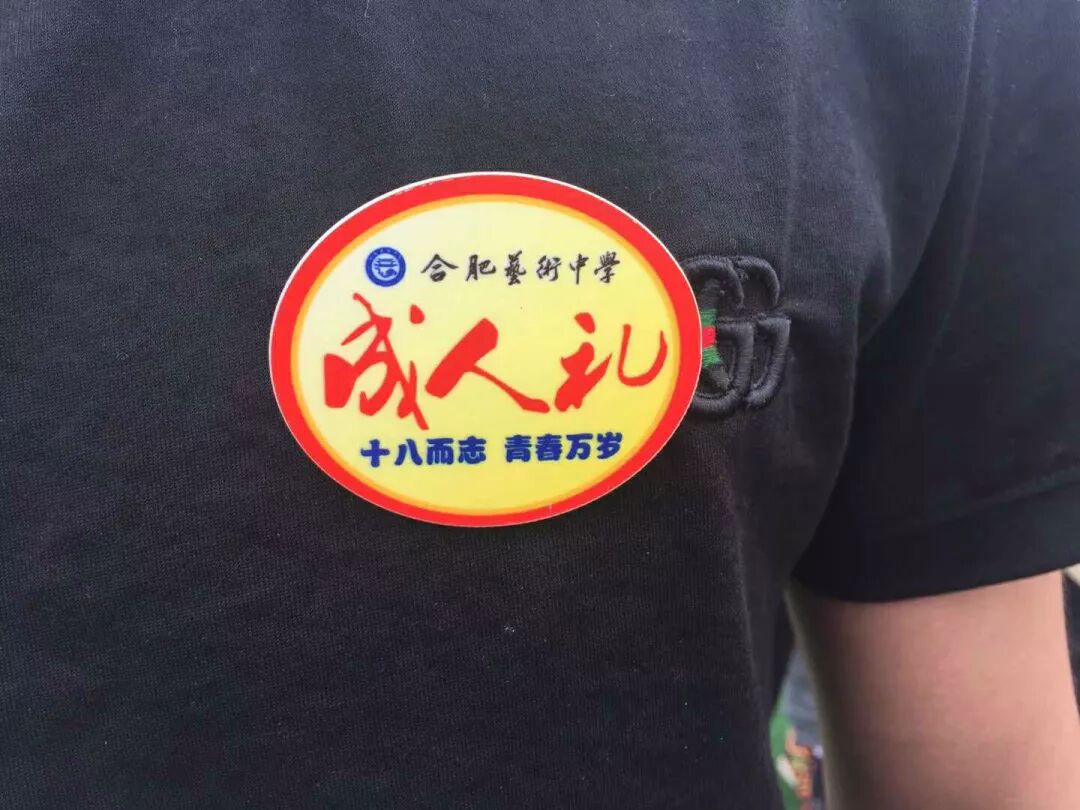 合肥藝術中學
成人礼
十八而志 青春万岁